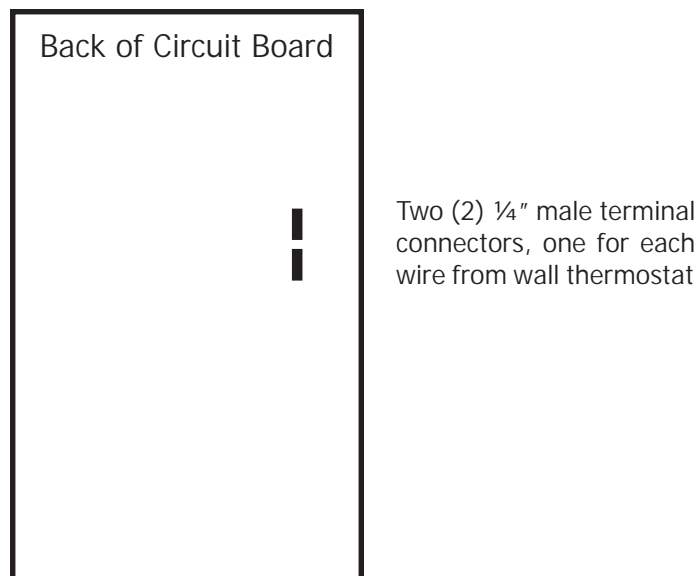 Back of Circuit Board
Two (2) ¼" male terminal
connectors, one for each
wire from wall thermostat